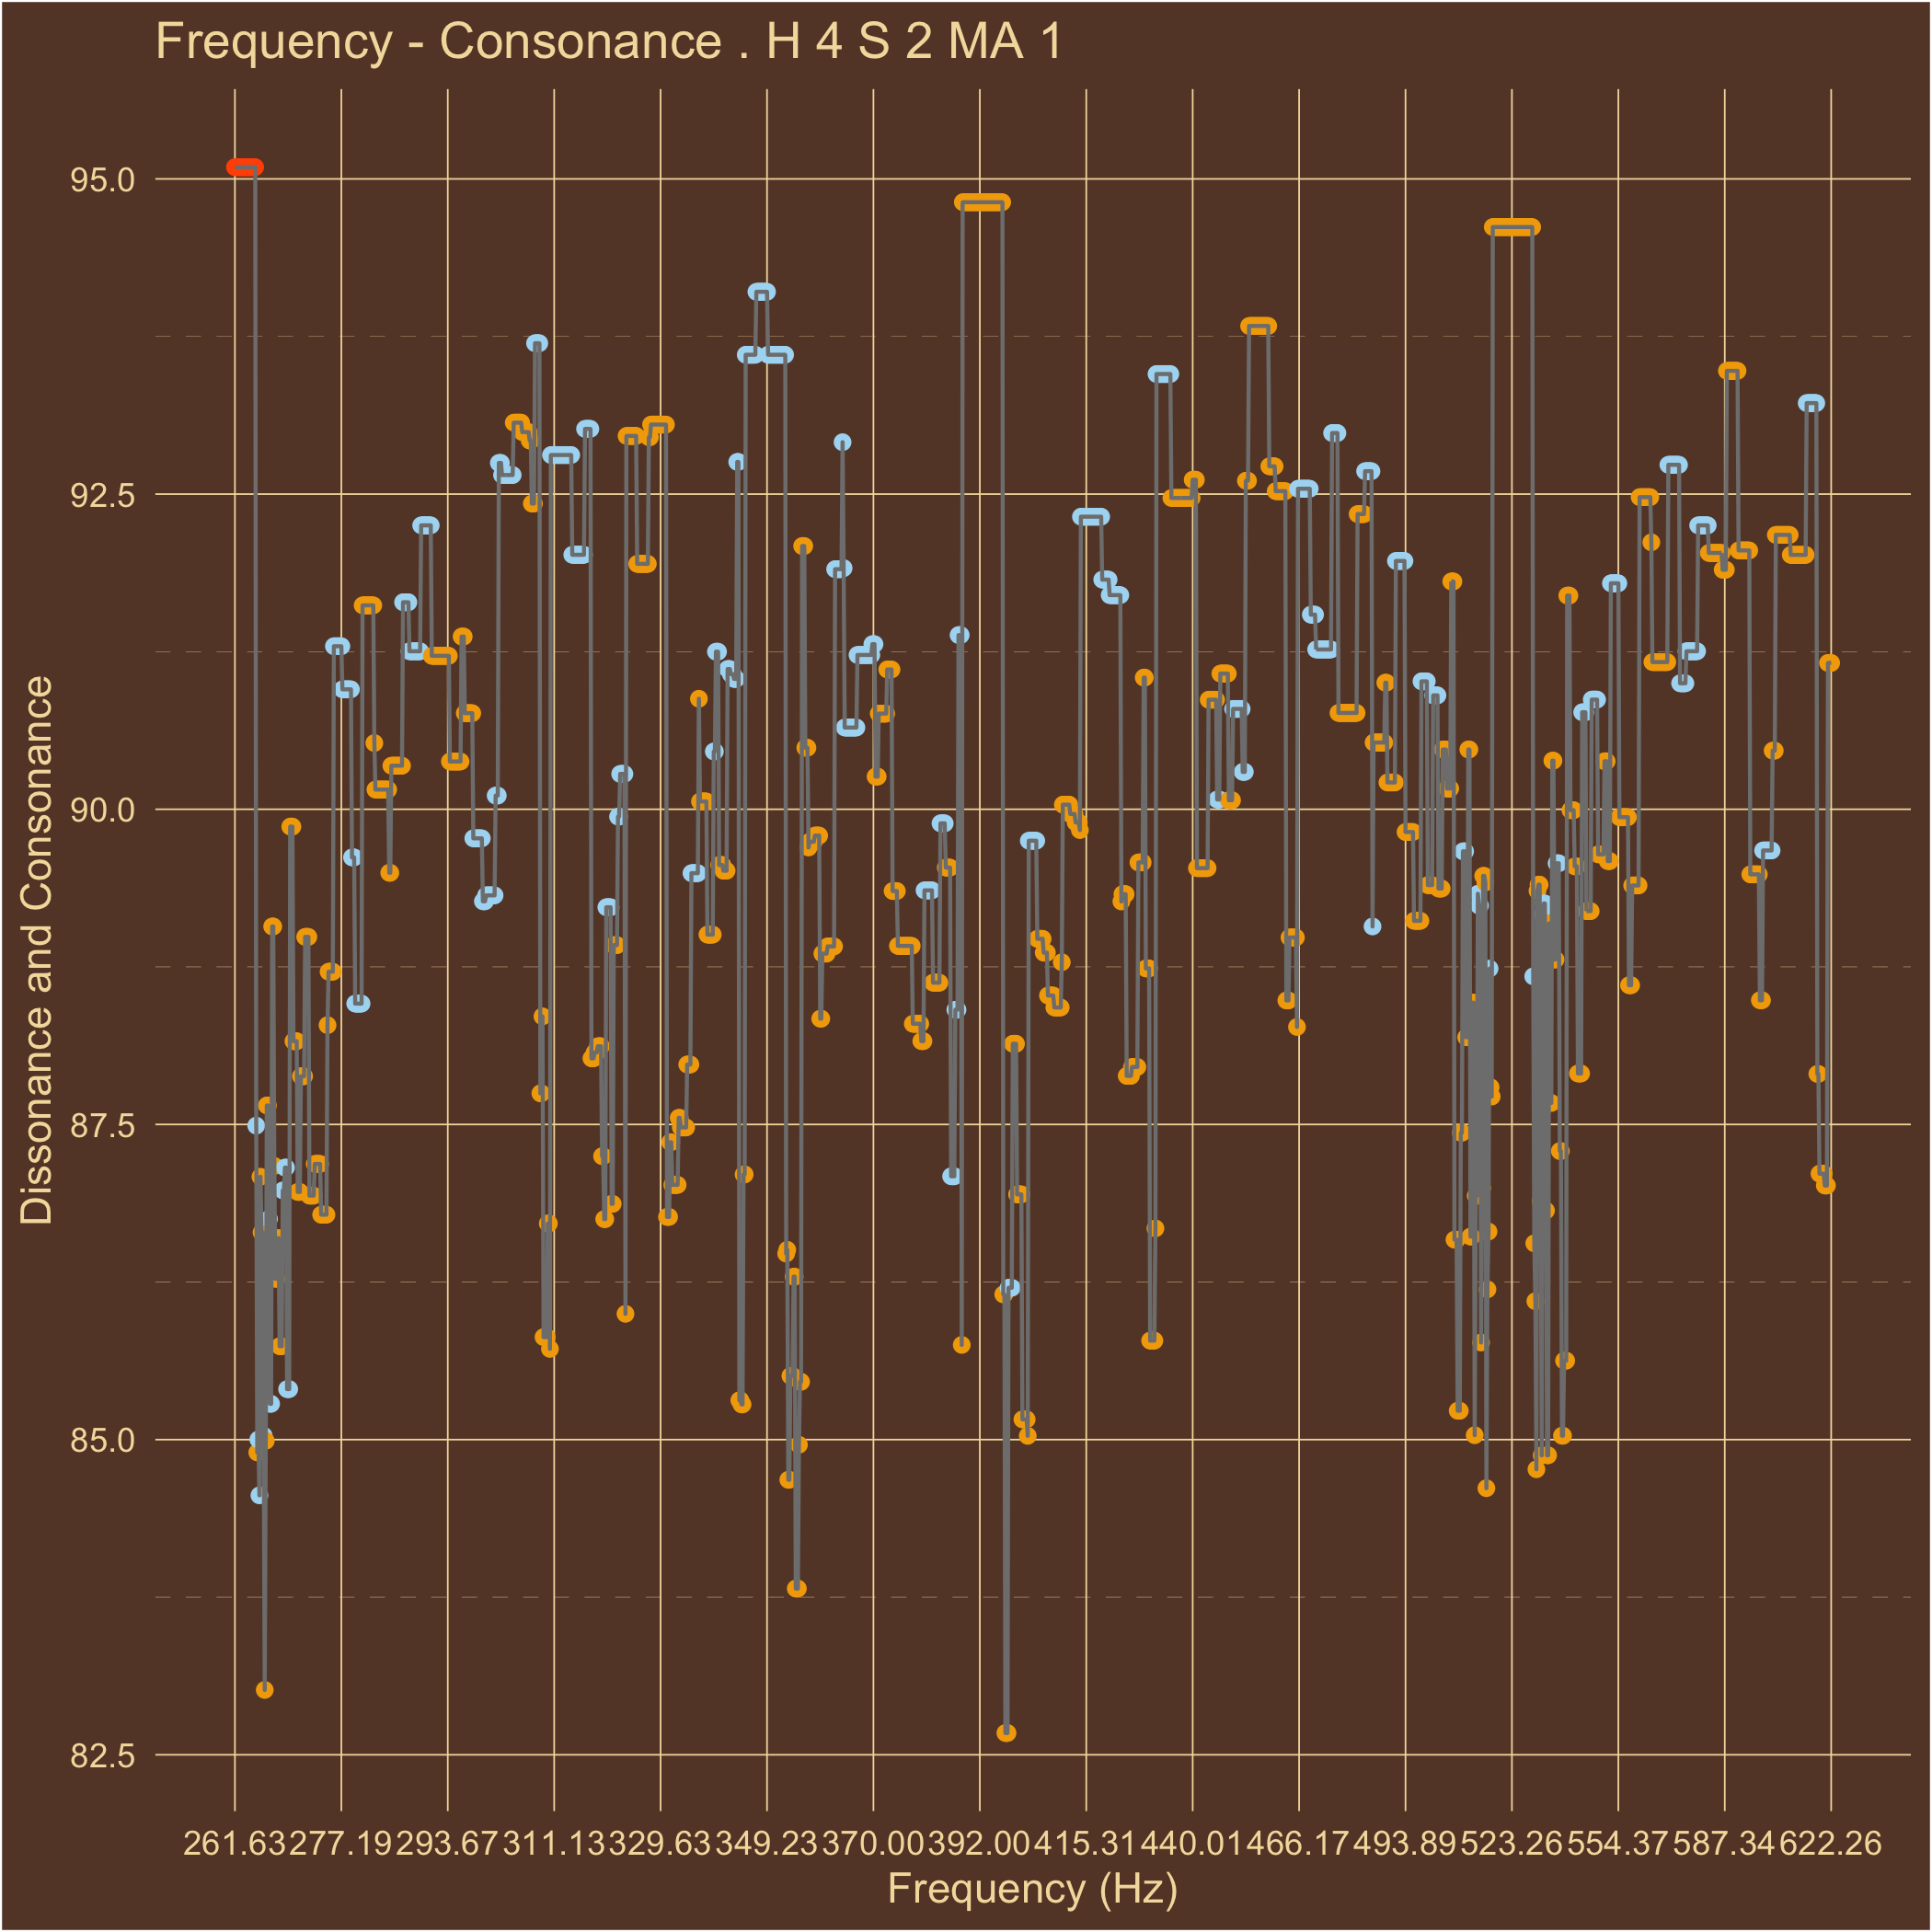 Frequency - Consonance . H 4 S 2 MA 1
Dissonance and Consonance
95.0
92.5
90.0
87.5
85.0
82.5
261.63 277.19 293.67 311.13 329.63 349.23 370.00 392.00 415.31 440.01 466.17 493.89 523.26 554.37 587.34 622.26
Frequency (Hz)